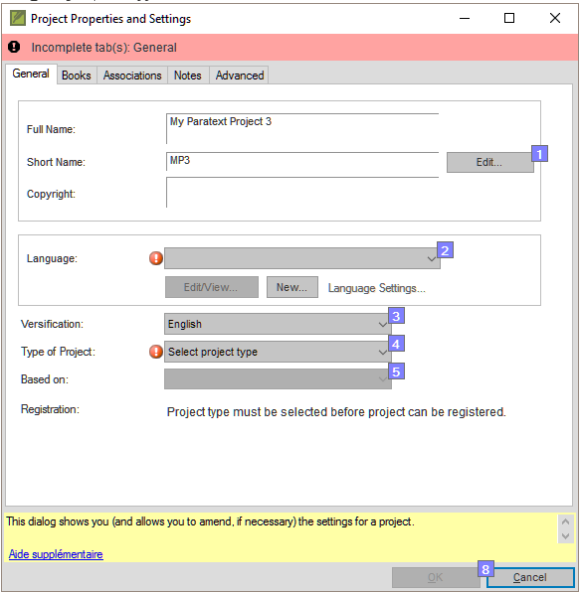 Project Properties and Settings
Incomplete tab(s): General
General Books Associations Notes Advanced
Full Name: My Paratext Project 3
Short Name: MP3 Edit... 1
Copyright:
Language: 2
Edit/View... New... Language Settings...
Versification: English 3
Type of Project: Select project type 4
Based on: 5
Registration: Project type must be selected before project can be registered.
This dialog shows you (and allows you to amend, if necessary) the settings for a project.
Aide supplémentaire
OK 8 Cancel